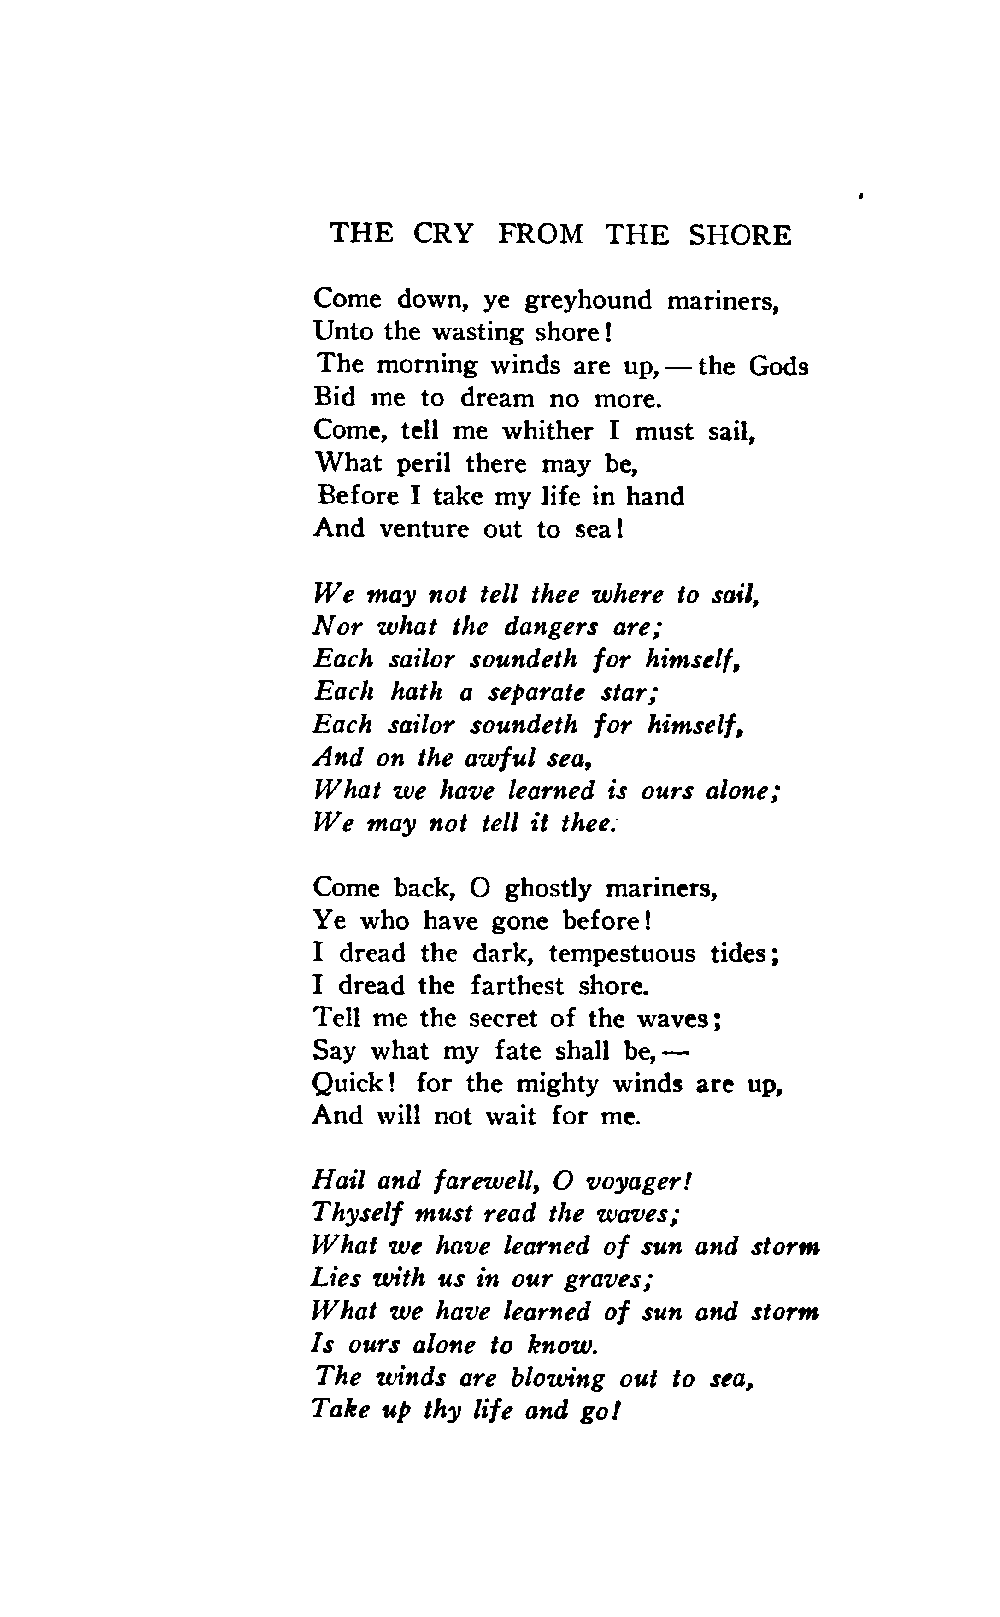 THE CRY FROM THE SHORE
Come down, ye greyhound mariners,
Unto the wasting shore!
The morning winds are up,—the Gods
Bid me to dream no more.
Come, tell me whither I must sail,
What peril there may be,
Before I take my life in hand
And venture out to sea!
We may not tell thee where to sail,
Nor what the dangers are;
Each sailor soundeth for himself,
Each hath a separate star;
Each sailor soundeth for himself,
And on the awful sea,
What we have learned is ours alone;
We may not tell it thee.
Come back, O ghostly mariners,
Ye who have gone before!
I dread the dark, tempestuous tides;
I dread the farthest shore.
Tell me the secret of the waves;
Say what my fate shall be,—
Quick! for the mighty winds are up,
And will not wait for me.
Hail and farewell, O voyager!
Thyself must read the waves;
What we have learned of sun and storm
Lies with us in our graves;
What we have learned of sun and storm
Is ours alone to know.
The winds are blowing out to sea,
Take up thy life and go!